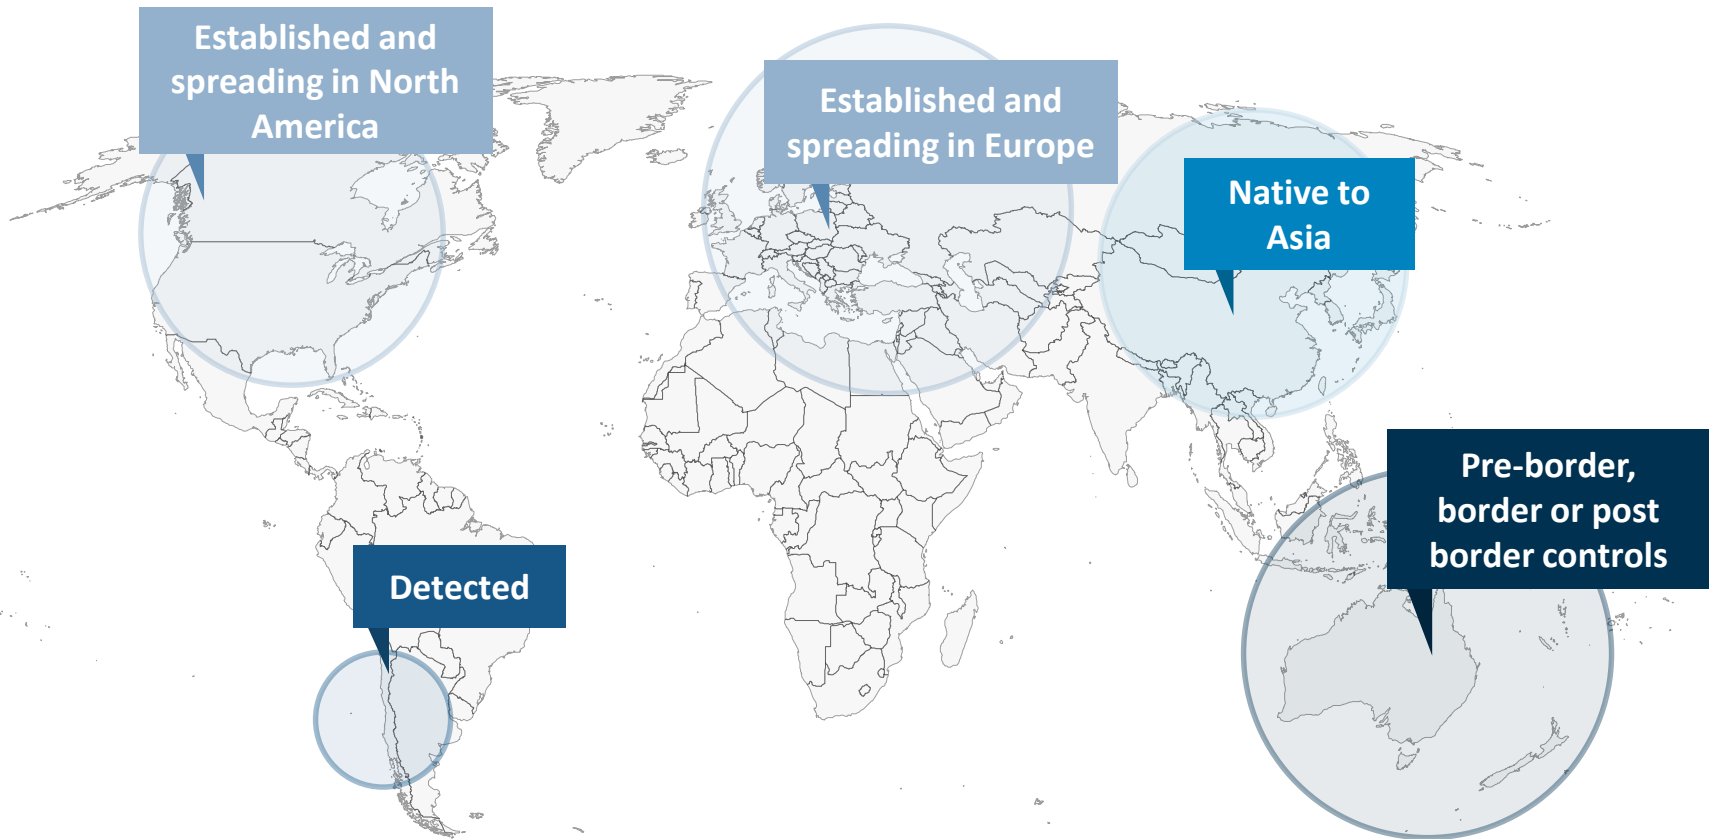 Established and
spreading in North
America
Established and
spreading in Europe
Native to
Asia
Pre-border,
border or post
border controls
Detected